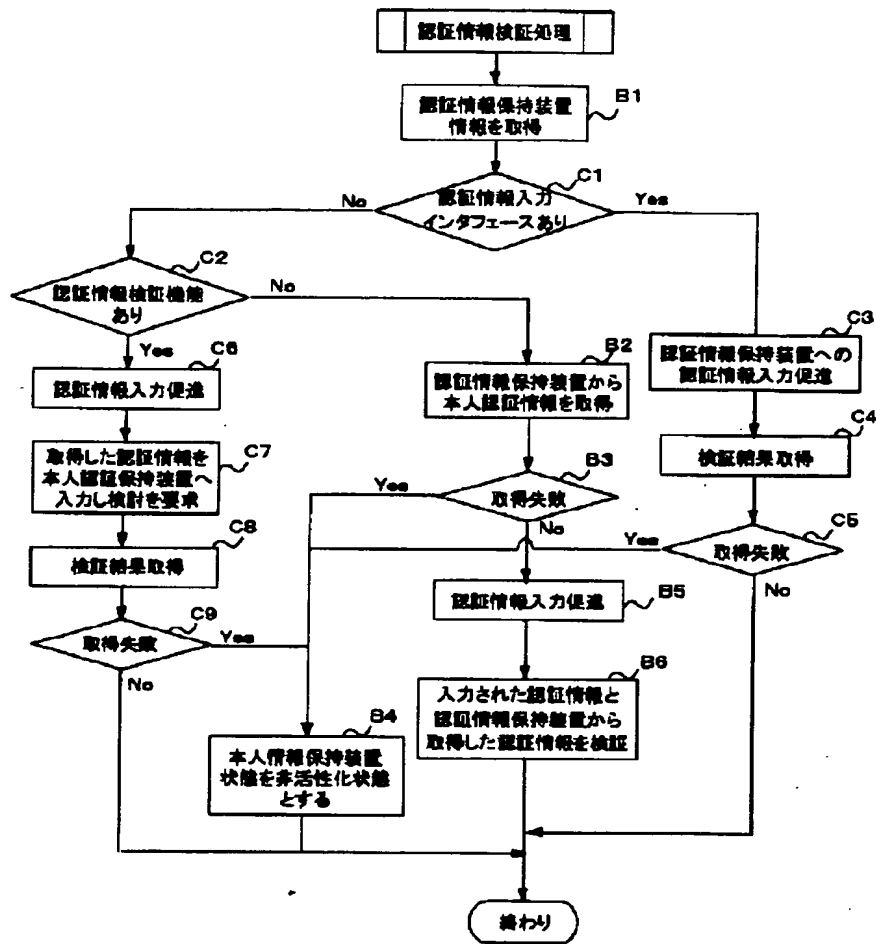 認証情報検証処理
B1
認証情報保持装置
情報を取得
C1
認証情報入力
インタフェースあり
No
Yes
C2
認証情報検証機能
あり
No
Yes
C3
認証情報保持装置への
認証情報入力促進
C6
認証情報入力促進
B2
認証情報保持装置から
本人認証情報を取得
C4
検証結果取得
C7
取得した認証情報を
本人認証保持装置へ
入力し検討を要求
B3
取得失敗
Yes
No
C5
取得失敗
Yes
No
C8
検証結果取得
B5
認証情報入力促進
C9
取得失敗
Yes
No
B6
入力された認証情報と
認証情報保持装置から
取得した認証情報を検証
B4
本人情報保持装置
状態を非活性化状態
とする
終わり